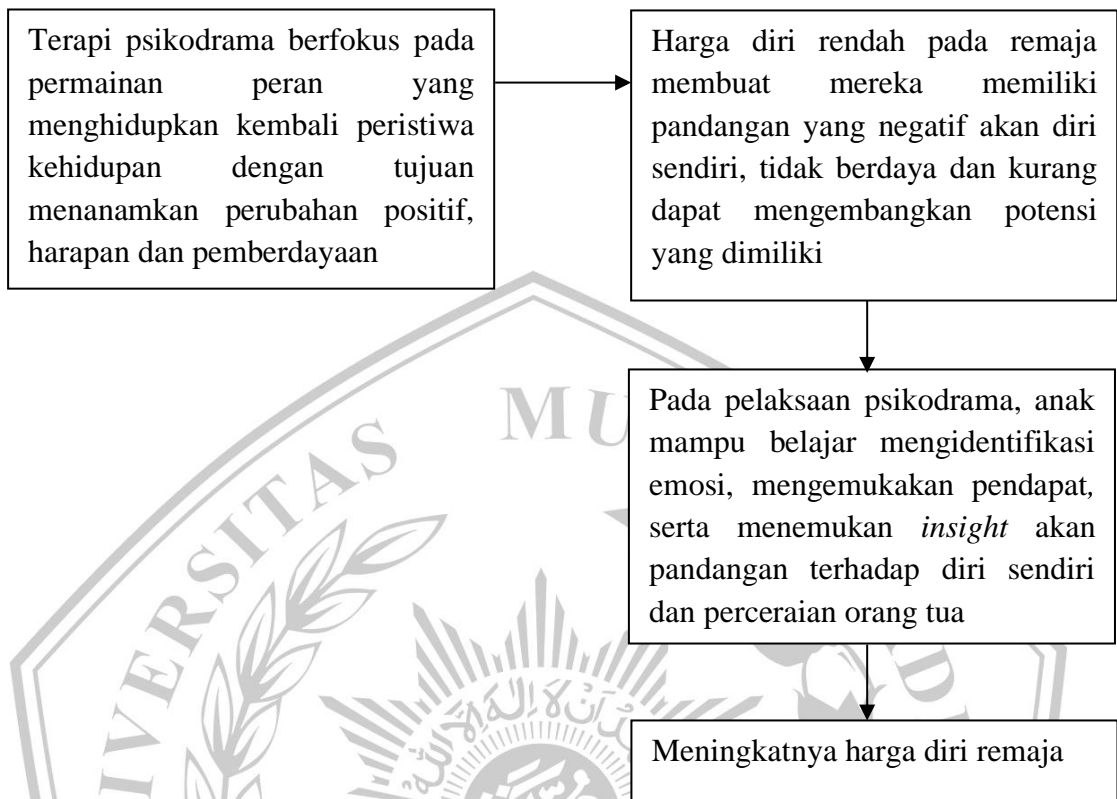 Terapi psikodrama berfokus pada
permainan peran yang
menghidupkan kembali peristiwa
kehidupan dengan tujuan
menanamkan perubahan positif,
harapan dan pemberdayaan
Harga diri rendah pada remaja
membuat mereka memiliki
pandangan yang negatif akan diri
sendiri, tidak berdaya dan kurang
dapat mengembangkan potensi
yang dimiliki
Pada pelaksaan psikodrama, anak
mampu belajar mengidentifikasi
emosi, mengemukakan pendapat,
serta menemukan insight akan
pandangan terhadap diri sendiri
dan perceraian orang tua
Meningkatnya harga diri remaja